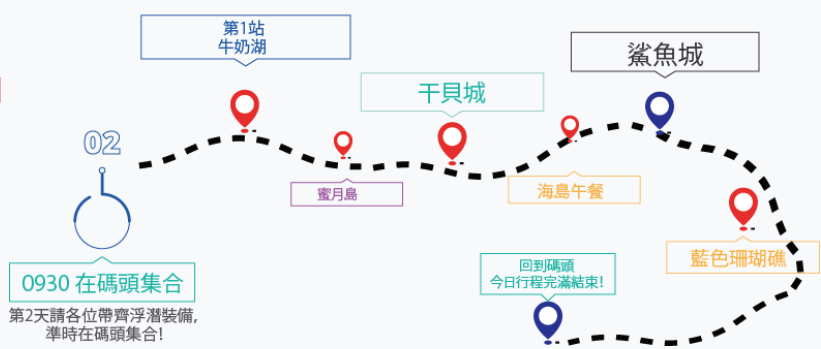 02
0930 在碼頭集合
第2天請各位帶齊浮潛裝備,
準時在碼頭集合!
第1站
牛奶湖
蜜月島
干貝城
海島午餐
鯊魚城
藍色珊瑚礁
回到碼頭
今日行程完滿結束!